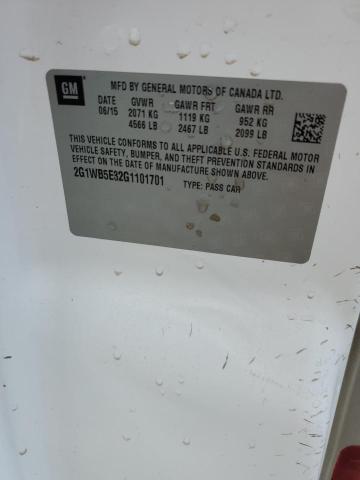 GM
MFD BY GENERAL MOTORS OF CANADA LTD.
DATE GVWR GAWR FRT GAWR RR
06/15 2071 KG 1119 KG 952 KG
4566 LB 2467 LB 2099 LB
THIS VEHICLE CONFORMS TO ALL APPLICABLE U.S. FEDERAL MOTOR
VEHICLE SAFETY, BUMPER, AND THEFT PREVENTION STANDARDS IN
EFFECT ON THE DATE OF MANUFACTURE SHOWN ABOVE.
2G1WB5E32G1101701 TYPE: PASS CAR